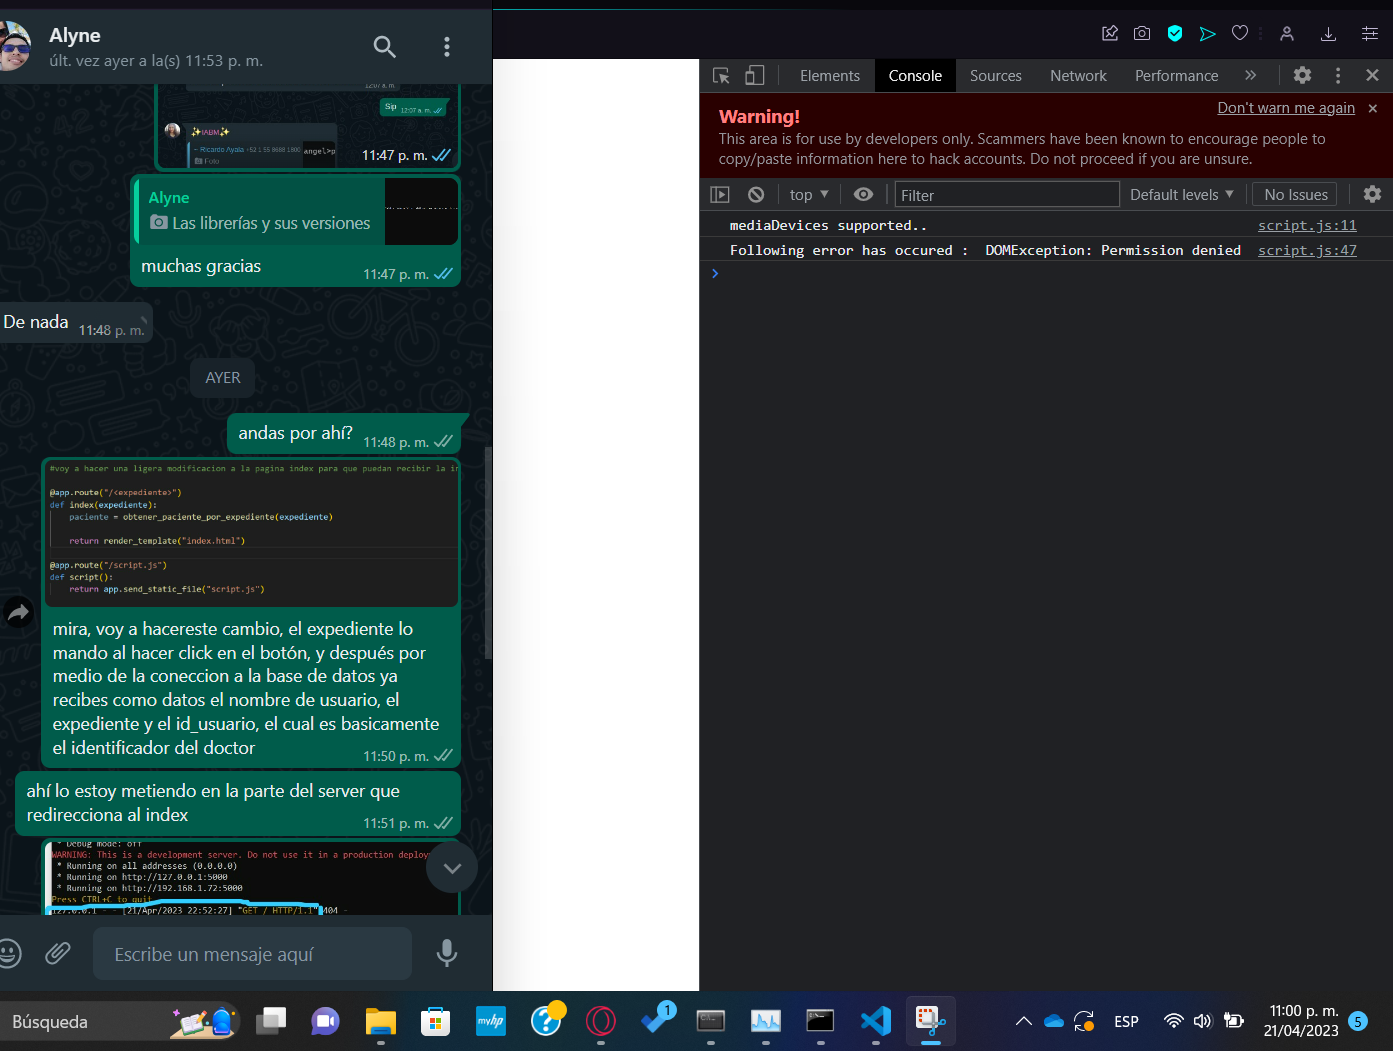 Alyne
últ. vez ayer a la(s) 11:53 p. m.
12:07 a. m.
Sip 12:07 a. m.
✨IABM✨
~ Ricardo Ayala +52 1 55 8688 1800
Foto
angel>p
11:47 p. m.
Alyne
Las librerías y sus versiones
muchas gracias
11:47 p. m.
De nada 11:48 p. m.
AYER
andas por ahí? 11:48 p. m.
#voy a hacer una ligera modificacion a la pagina index para que puedan recibir la in
@app.route("/<expediente>")
def index(expediente):
paciente = obtener_paciente_por_expediente(expediente)
return render_template("index.html")
@app.route("/script.js")
def script():
return app.send_static_file("script.js")
mira, voy a hacereste cambio, el expediente lo
mando al hacer click en el botón, y después por
medio de la coneccion a la base de datos ya
recibes como datos el nombre de usuario, el
expediente y el id_usuario, el cual es basicamente
el identificador del doctor
11:50 p. m.
ahí lo estoy metiendo en la parte del server que
redirecciona al index
11:51 p. m.
* Debug mode: off
WARNING: This is a development server. Do not use it in a production deploy
* Running on all addresses (0.0.0.0)
* Running on http://127.0.0.1:5000
* Running on http://192.168.1.72:5000
Press CTRL+C to quit
127.0.0.1 - - [21/Apr/2023 22:52:27] "GET / HTTP/1.1" 404 -
Escribe un mensaje aquí
Elements Console Sources Network Performance »
Warning! Don't warn me again ×
This area is for use by developers only. Scammers have been known to encourage people to
copy/paste information here to hack accounts. Do not proceed if you are unsure.
top ▼ Filter Default levels ▼ No Issues
mediaDevices supported.. script.js:11
Following error has occured : DOMException: Permission denied script.js:47
Búsqueda
myhp
1
ESP
11:00 p. m.
21/04/2023
5